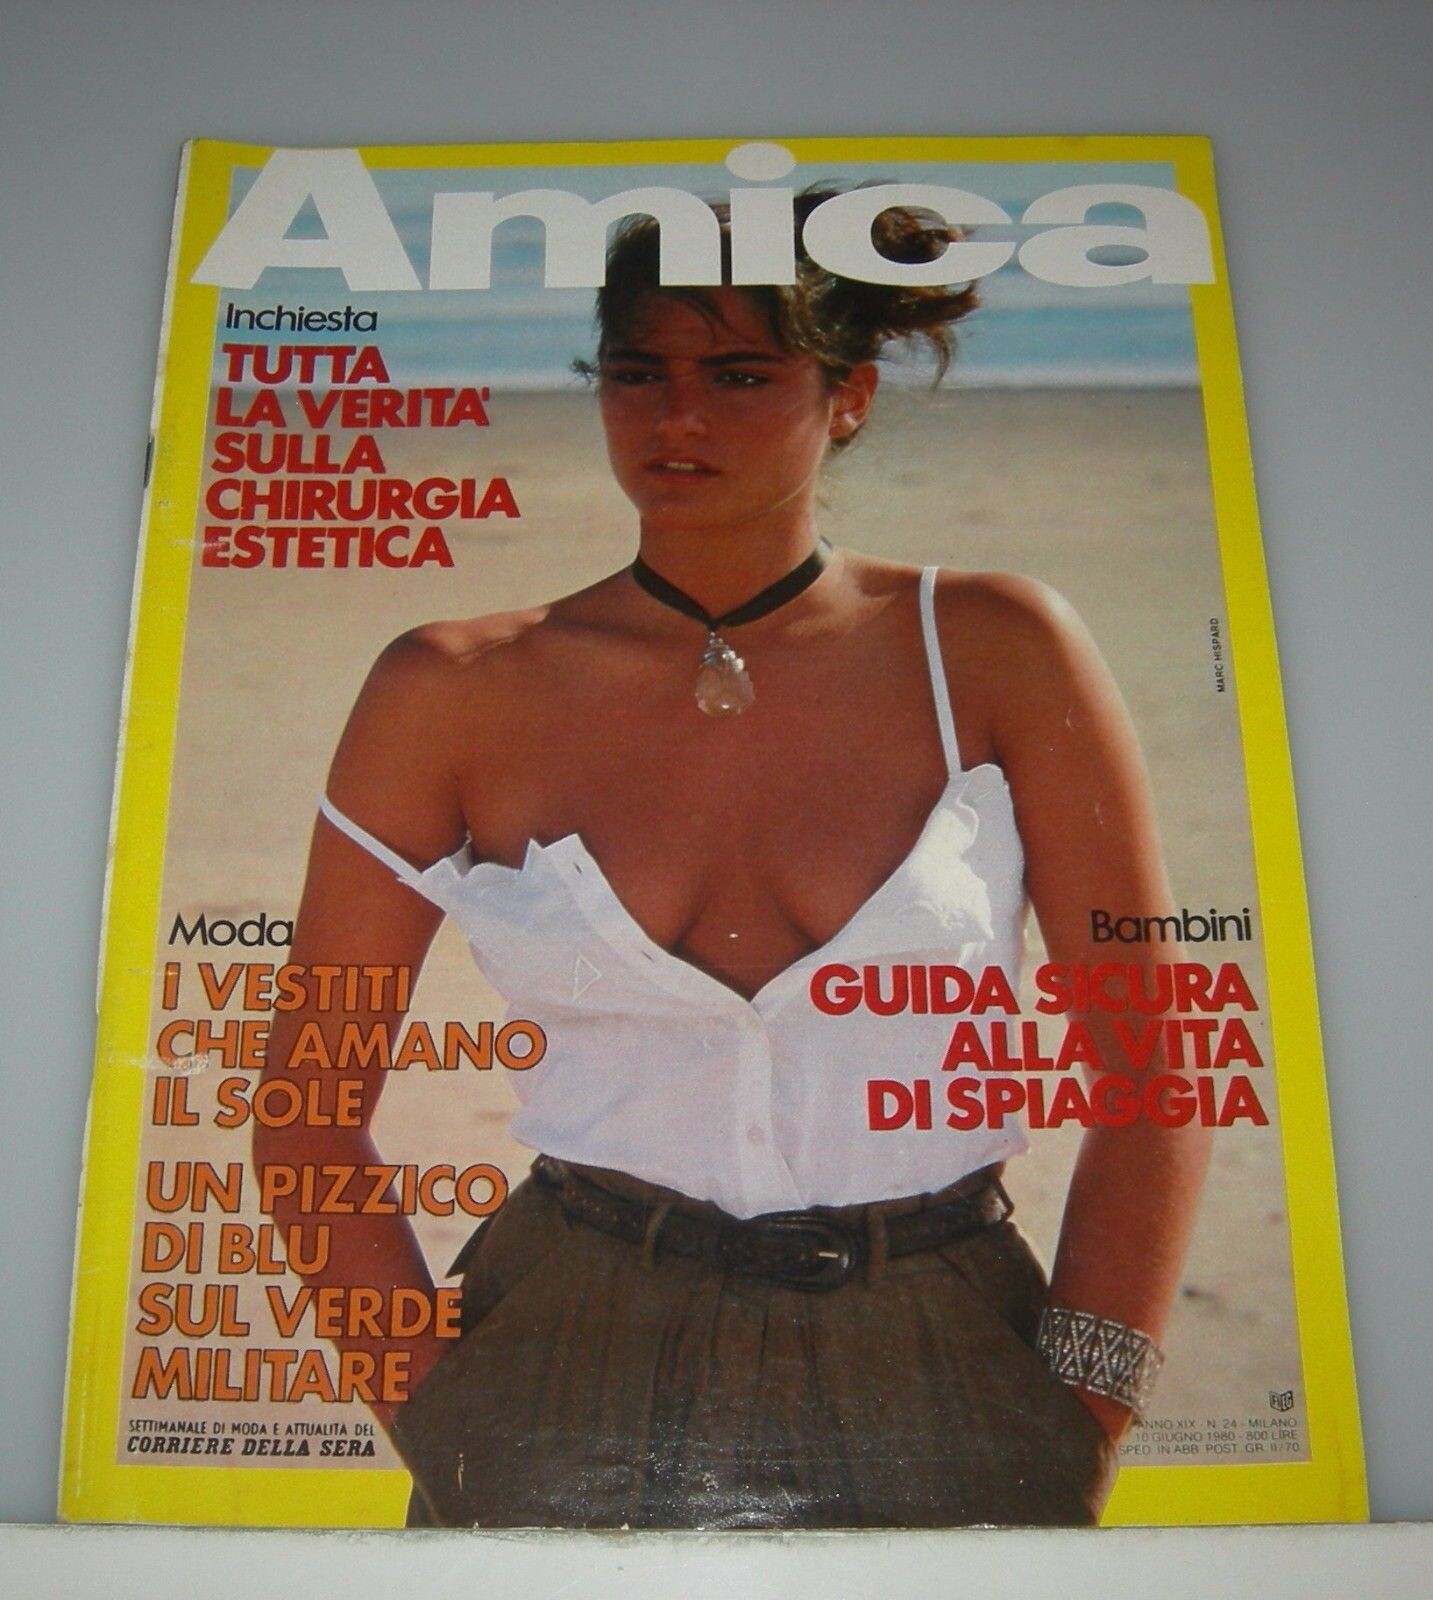 Amica
Inchiesta
TUTTA
LA VERITA'
SULLA
CHIRURGIA
ESTETICA
MARC HISPARD
Moda
I VESTITI
CHE AMANO
IL SOLE
UN PIZZICO
DI BLU
SUL VERDE
MILITARE
Bambini
GUIDA SICURA
ALLA VITA
DI SPIAGGIA
SETTIMANALE DI MODA E ATTUALITÀ DEL
CORRIERE DELLA SERA
FIEG
ANNO XIX - N. 24 - MILANO
10 GIUGNO 1980 - 800 LIRE
SPED. IN ABB. POST. GR. II/70